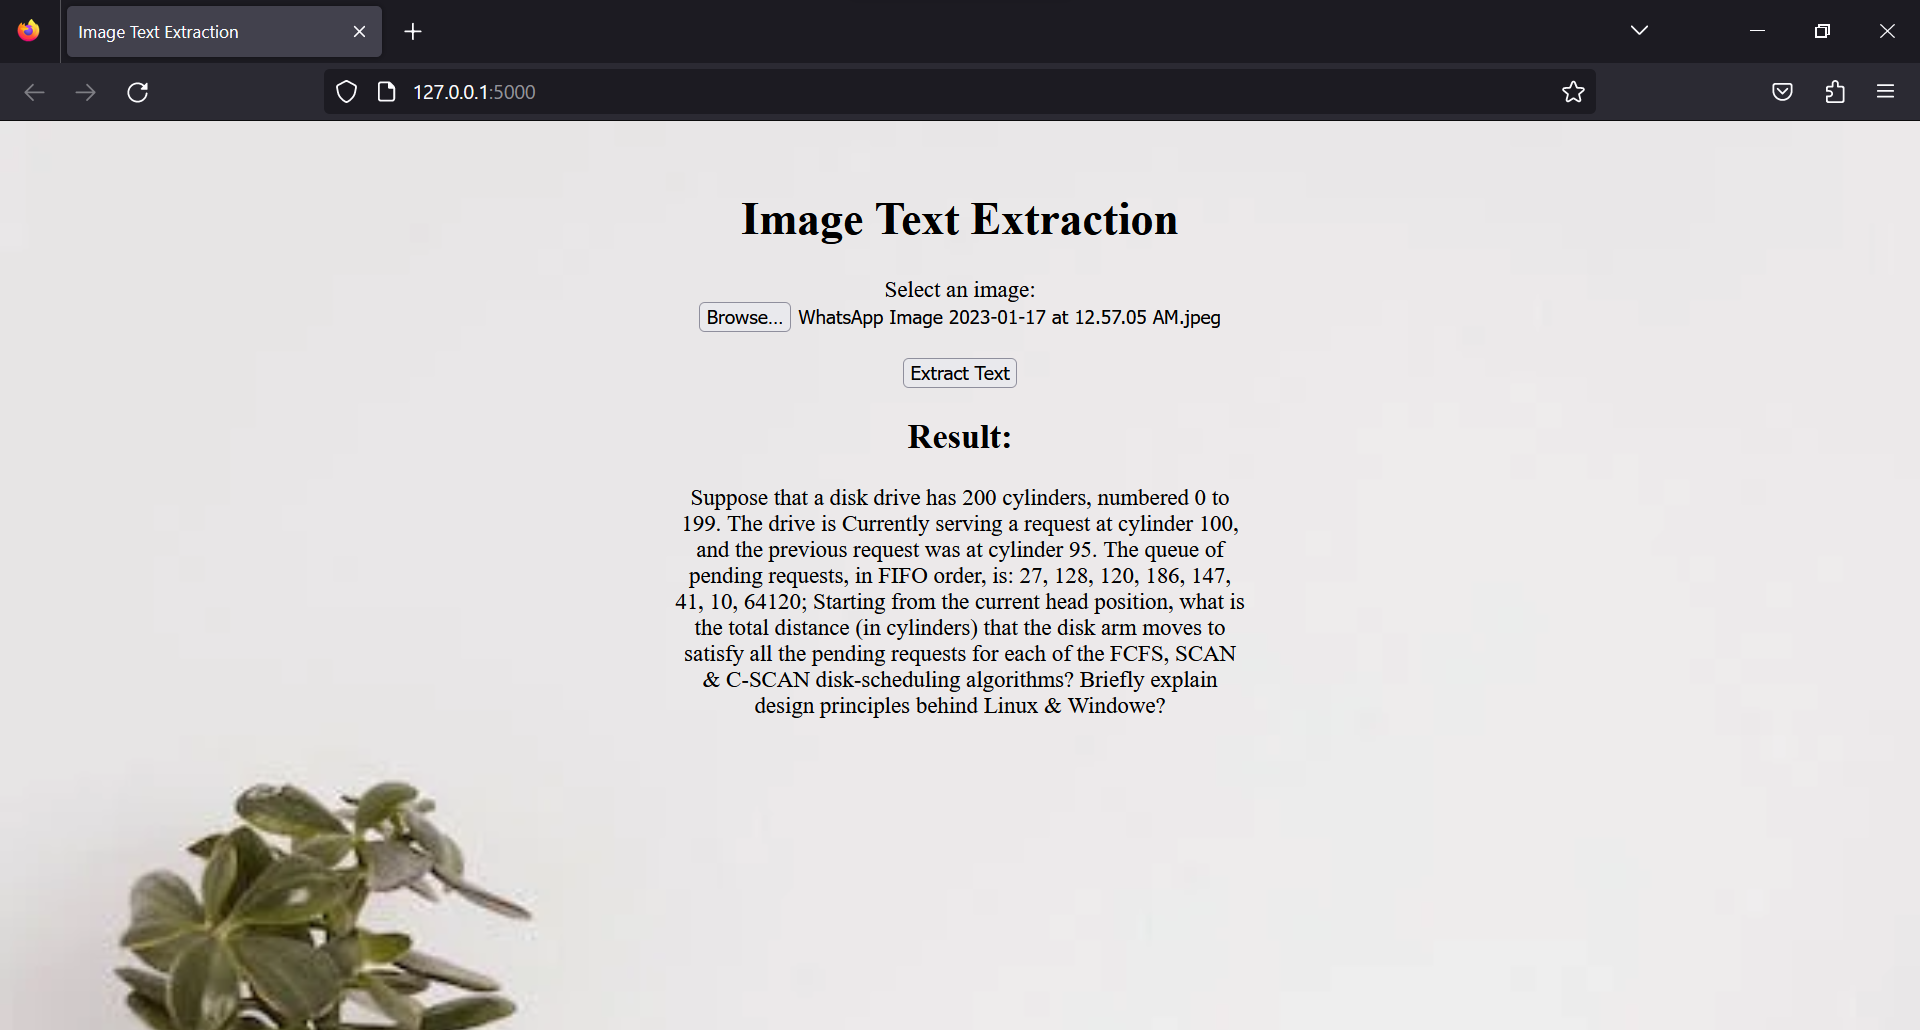 Image Text Extraction
127.0.0.1:5000
Image Text Extraction
Select an image:
Browse... WhatsApp Image 2023-01-17 at 12.57.05 AM.jpeg
Extract Text
Result:
Suppose that a disk drive has 200 cylinders, numbered 0 to
199. The drive is Currently serving a request at cylinder 100,
and the previous request was at cylinder 95. The queue of
pending requests, in FIFO order, is: 27, 128, 120, 186, 147,
41, 10, 64120; Starting from the current head position, what is
the total distance (in cylinders) that the disk arm moves to
satisfy all the pending requests for each of the FCFS, SCAN
& C-SCAN disk-scheduling algorithms? Briefly explain
design principles behind Linux & Windowe?